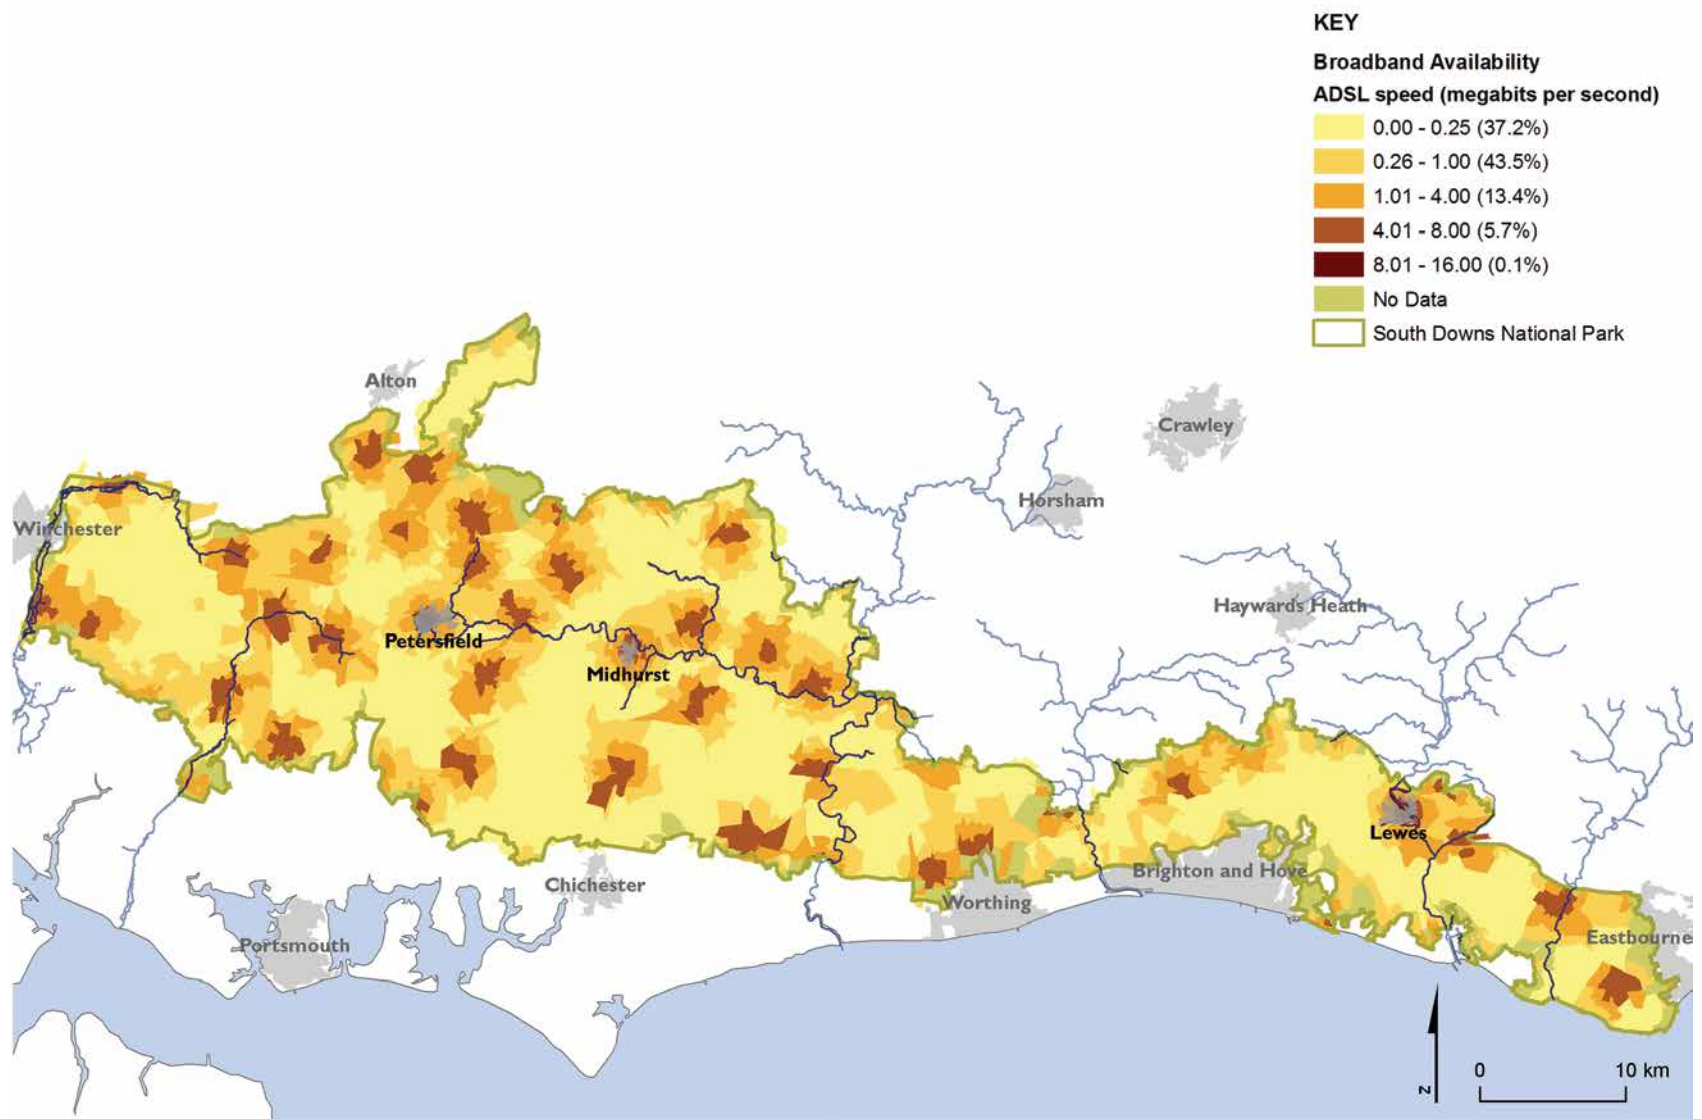 KEY
Broadband Availability
ADSL speed (megabits per second)
0.00 - 0.25 (37.2%)
0.26 - 1.00 (43.5%)
1.01 - 4.00 (13.4%)
4.01 - 8.00 (5.7%)
8.01 - 16.00 (0.1%)
No Data
South Downs National Park
Alton
Crawley
Horsham
Winchester
Haywards Heath
Petersfield
Midhurst
Lewes
Brighton and Hove
Chichester
Worthing
Portsmouth
Eastbourne
0 10 km
N